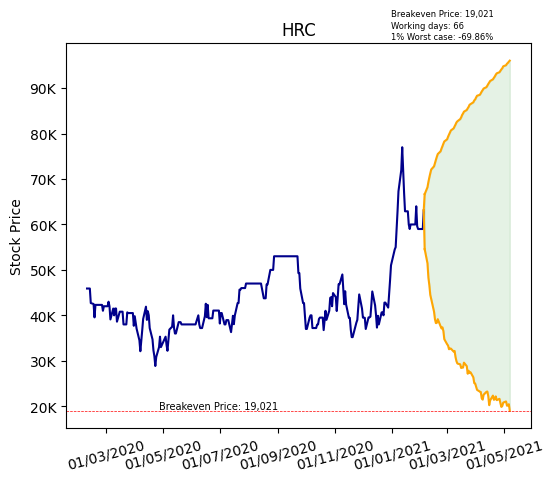 Breakeven Price: 19,021
Working days: 66
1% Worst case: -69.86%
HRC
Stock Price
90K
80K
70K
60K
50K
40K
30K
20K
Breakeven Price: 19,021
01/03/2020 01/05/2020 01/07/2020 01/09/2020 01/11/2020 01/01/2021 01/03/2021 01/05/2021